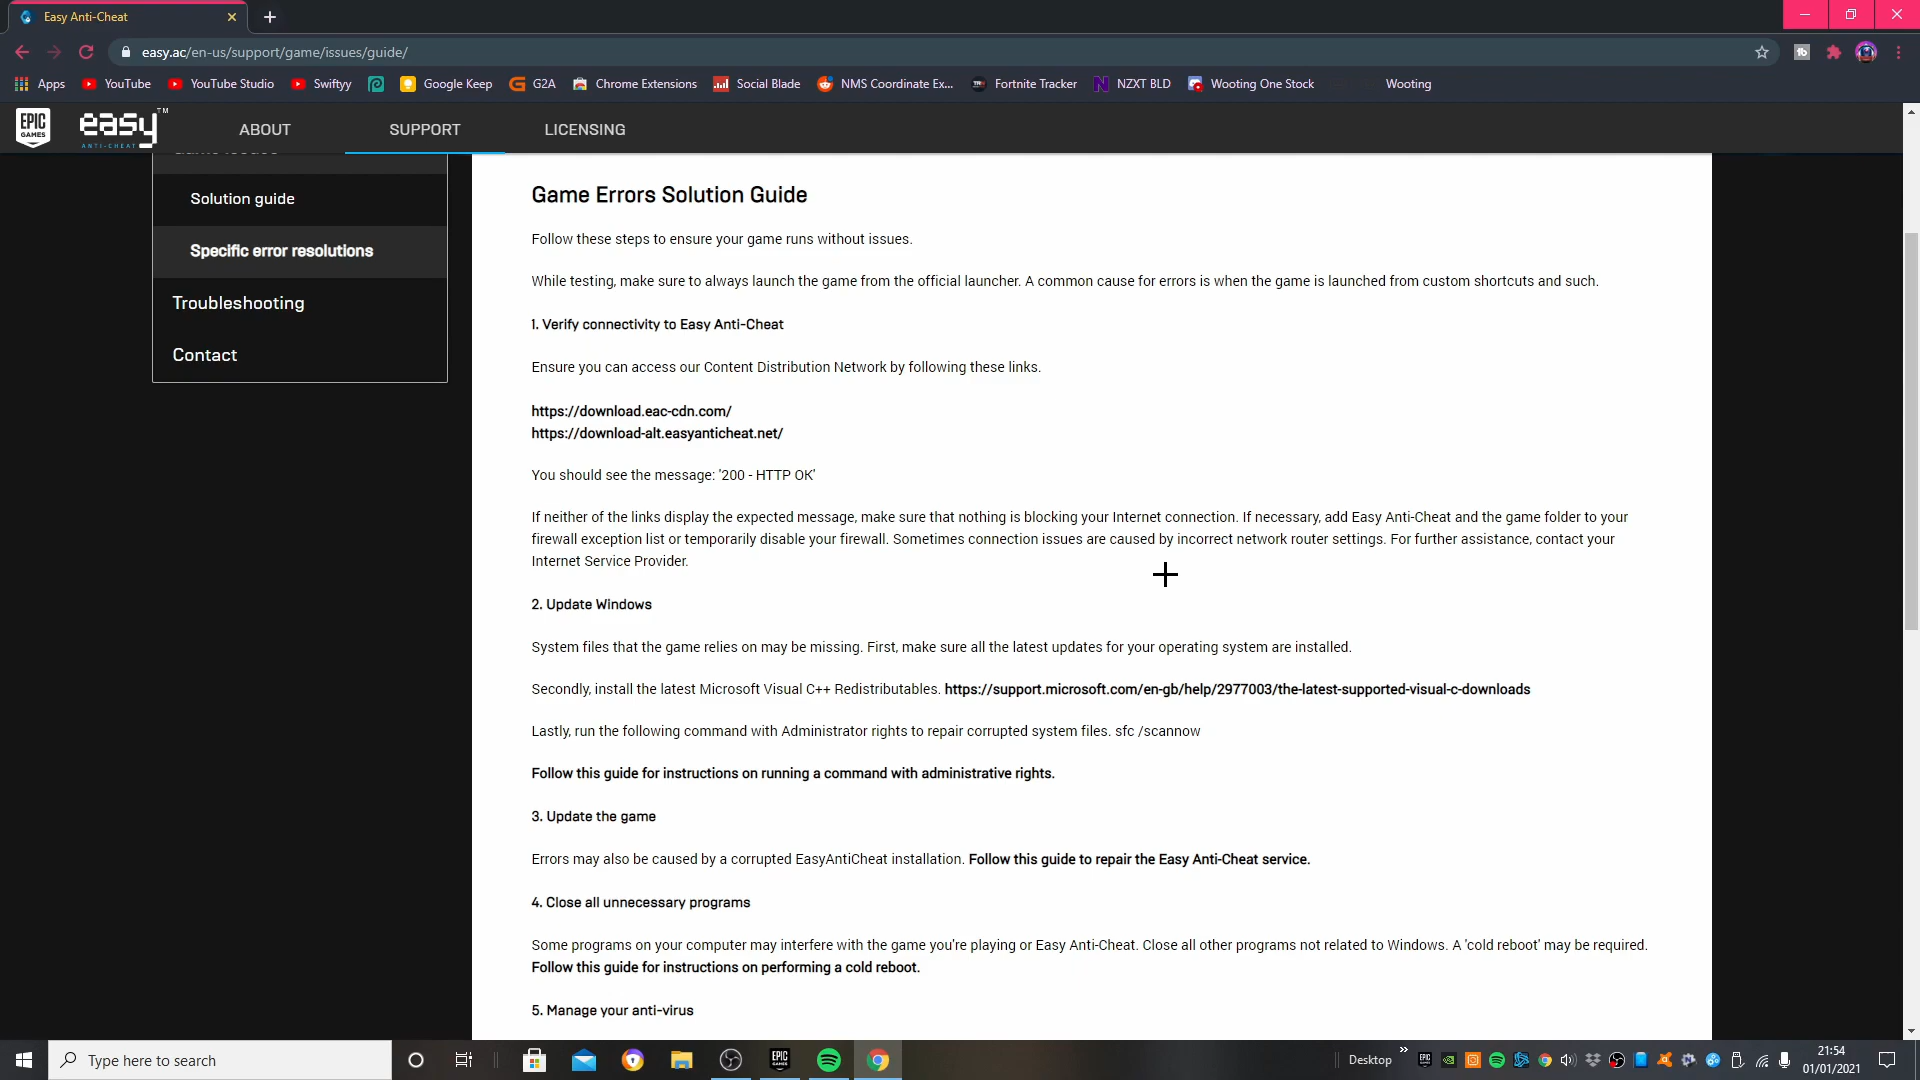 Easy Anti-Cheat
easy.ac/en-us/support/game/issues/guide/
Apps YouTube YouTube Studio Swiftyy Google Keep G2A Chrome Extensions Social Blade NMS Coordinate Ex... Fortnite Tracker NZXT BLD Wooting One Stock Wooting
EPIC GAMES easy ANTI-CHEAT TM ABOUT SUPPORT LICENSING
Game Issues
Solution guide
Specific error resolutions
Troubleshooting
Contact
Game Errors Solution Guide
Follow these steps to ensure your game runs without issues.
While testing, make sure to always launch the game from the official launcher. A common cause for errors is when the game is launched from custom shortcuts and such.
1. Verify connectivity to Easy Anti-Cheat
Ensure you can access our Content Distribution Network by following these links.
https://download.eac-cdn.com/
https://download-alt.easyanticheat.net/
You should see the message: '200 - HTTP OK'
If neither of the links display the expected message, make sure that nothing is blocking your Internet connection. If necessary, add Easy Anti-Cheat and the game folder to your
firewall exception list or temporarily disable your firewall. Sometimes connection issues are caused by incorrect network router settings. For further assistance, contact your
Internet Service Provider.
2. Update Windows
System files that the game relies on may be missing. First, make sure all the latest updates for your operating system are installed.
Secondly, install the latest Microsoft Visual C++ Redistributables. https://support.microsoft.com/en-gb/help/2977003/the-latest-supported-visual-c-downloads
Lastly, run the following command with Administrator rights to repair corrupted system files. sfc /scannow
Follow this guide for instructions on running a command with administrative rights.
3. Update the game
Errors may also be caused by a corrupted EasyAntiCheat installation. Follow this guide to repair the Easy Anti-Cheat service.
4. Close all unnecessary programs
Some programs on your computer may interfere with the game you're playing or Easy Anti-Cheat. Close all other programs not related to Windows. A 'cold reboot' may be required.
Follow this guide for instructions on performing a cold reboot.
5. Manage your anti-virus
Type here to search
EPIC GAMES
Desktop
21:54
01/01/2021